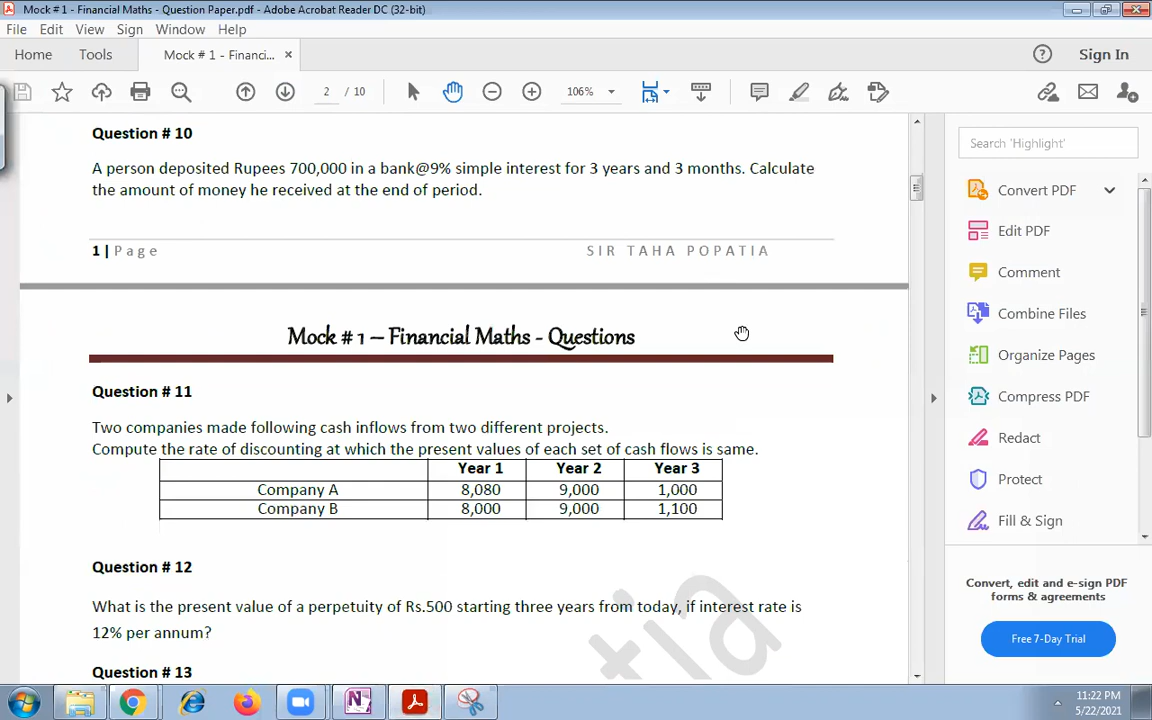 Mock # 1 - Financial Maths - Question Paper.pdf - Adobe Acrobat Reader DC (32-bit)
File Edit View Sign Window Help
Home Tools Mock # 1 - Financi... × Sign In
2 / 10 106%
Question # 10
A person deposited Rupees 700,000 in a bank@9% simple interest for 3 years and 3 months. Calculate
the amount of money he received at the end of period.
1 | Page SIR TAHA POPATIA
Mock # 1 – Financial Maths - Questions
Question # 11
Two companies made following cash inflows from two different projects.
Compute the rate of discounting at which the present values of each set of cash flows is same.
Year 1 Year 2 Year 3
Company A 8,080 9,000 1,000
Company B 8,000 9,000 1,100
Question # 12
What is the present value of a perpetuity of Rs.500 starting three years from today, if interest rate is
12% per annum?
tia
Question # 13
Search 'Highlight'
Convert PDF
Edit PDF
Comment
Combine Files
Organize Pages
Compress PDF
Redact
Protect
Fill & Sign
Convert, edit and e-sign PDF
forms & agreements
Free 7-Day Trial
11:22 PM
5/22/2021